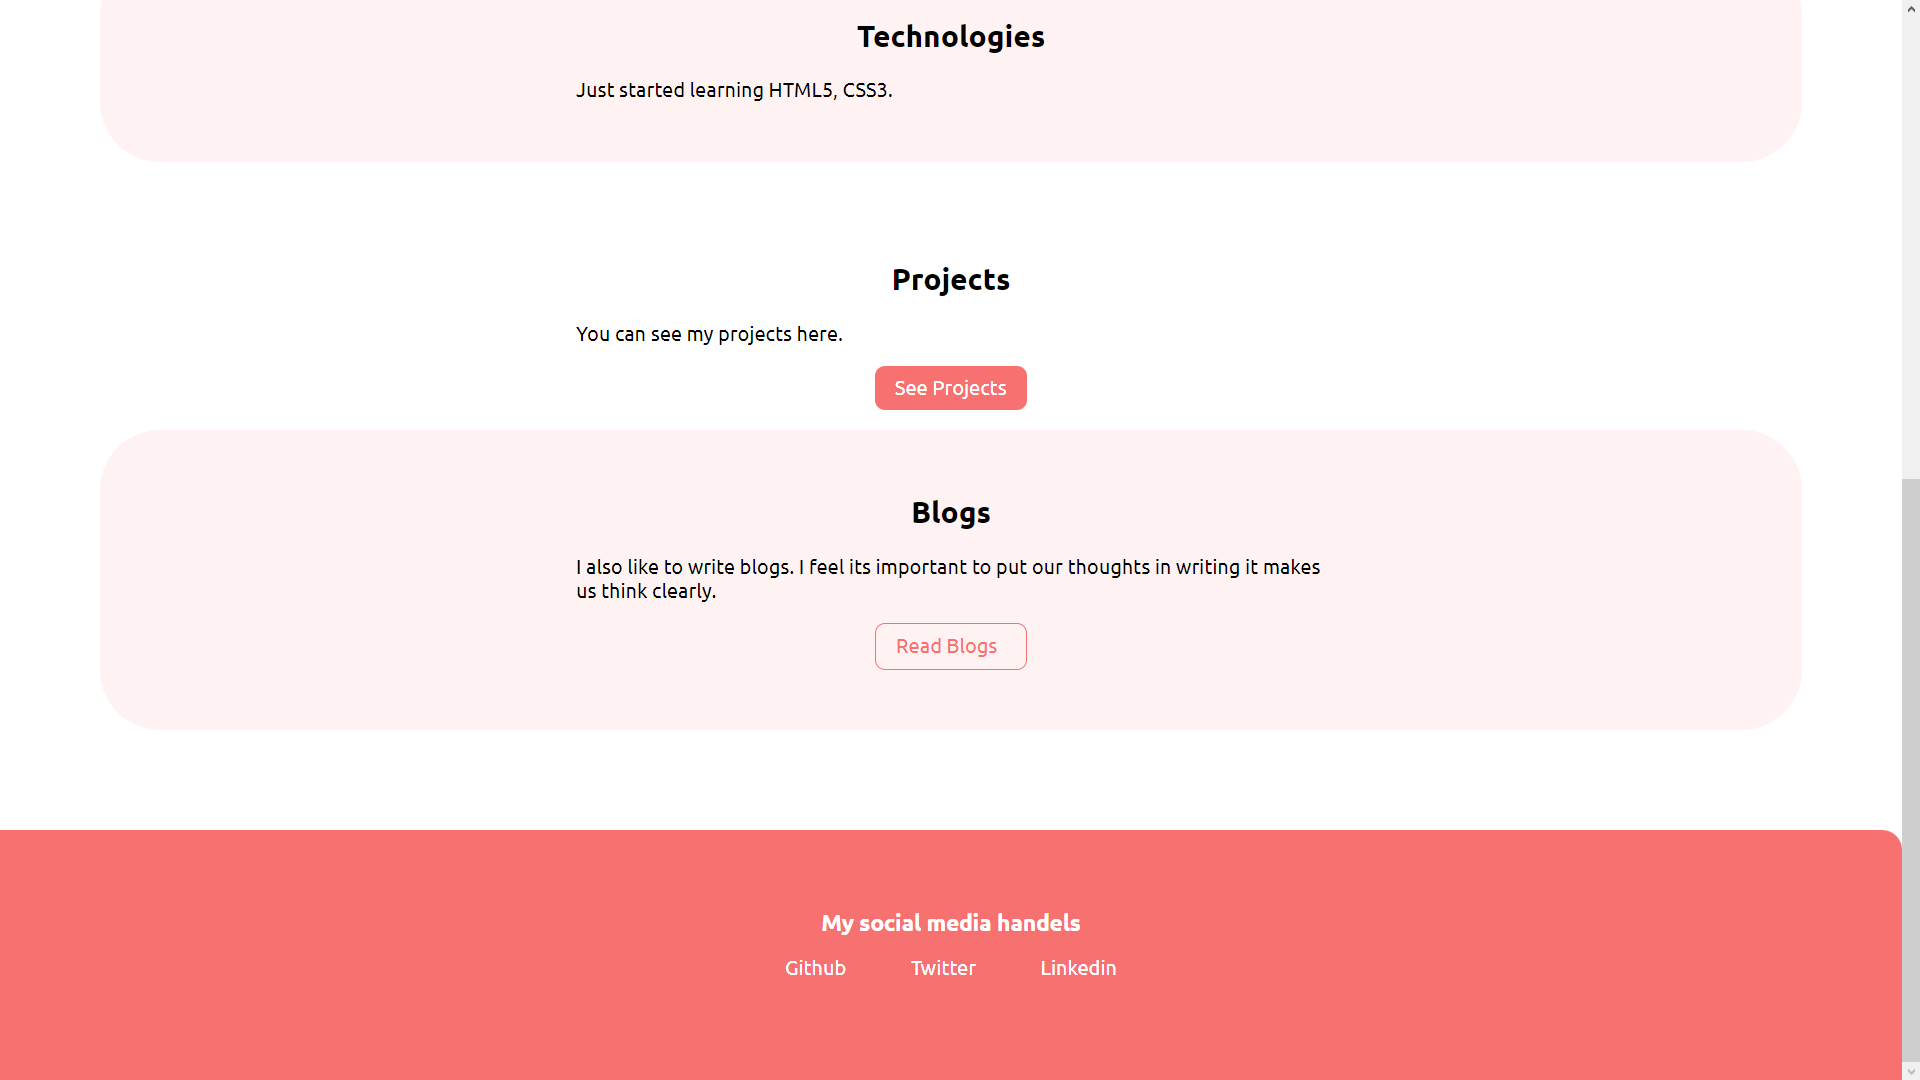 Technologies
Just started learning HTML5, CSS3.
Projects
You can see my projects here.
See Projects
Blogs
I also like to write blogs. I feel its important to put our thoughts in writing it makes
us think clearly.
Read Blogs
My social media handels
Github Twitter Linkedin